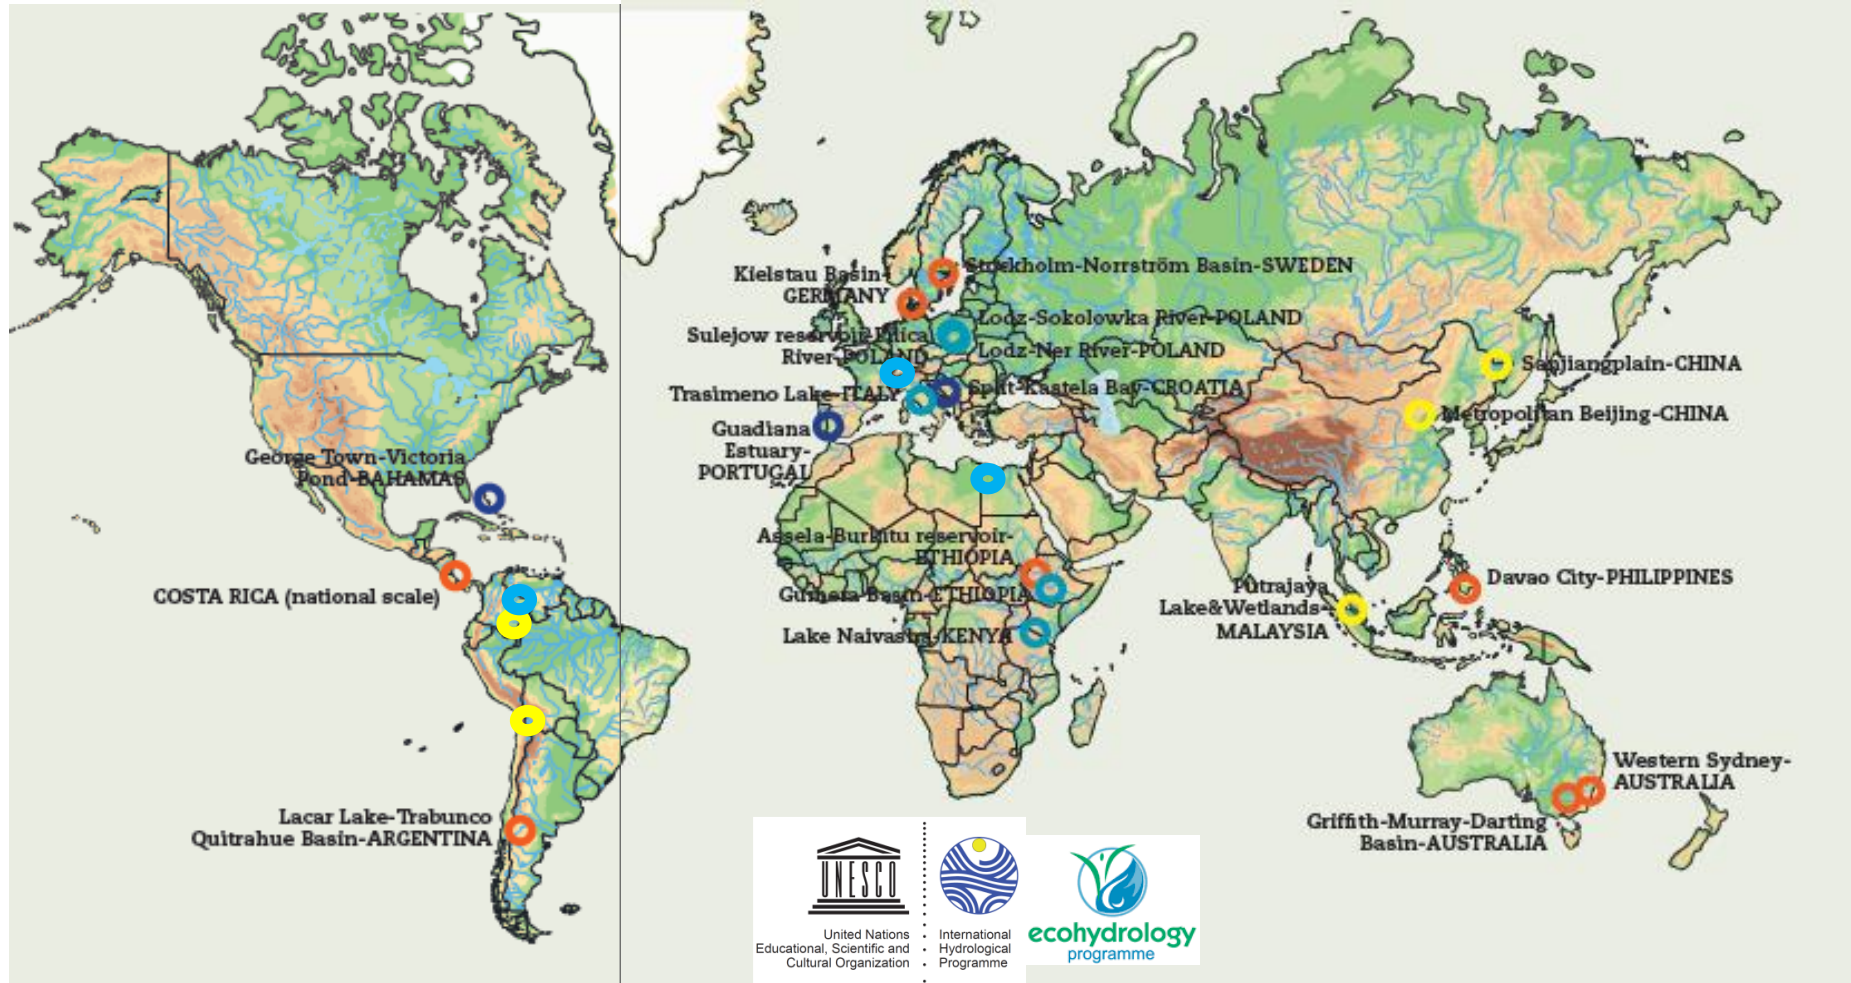 Kielstau Basin-
GERMANY
Stockholm-Norrström Basin-SWEDEN
Lodz-Sokolowka River-POLAND
Sulejow reservoir-Pilica
River-POLAND
Lodz-Ner River-POLAND
Trasimeno Lake-ITALY
Split-Kastela Bay-CROATIA
Guadiana
Estuary-
PORTUGAL
Sanjiangplain-CHINA
Metropolitan Beijing-CHINA
George Town-Victoria
Pond-BAHAMAS
COSTA RICA (national scale)
Assela-Burkitu reservoir-
ETHIOPIA
Gumera Basin-ETHIOPIA
Lake Naivasha-KENYA
Putrajaya
Lake&Wetlands-
MALAYSIA
Davao City-PHILIPPINES
Lacar Lake-Trabunco
Quitrahue Basin-ARGENTINA
Western Sydney-
AUSTRALIA
Griffith-Murray-Darting
Basin-AUSTRALIA
UNESCO
United Nations
Educational, Scientific and
Cultural Organization
International
Hydrological
Programme
ecohydrology
programme